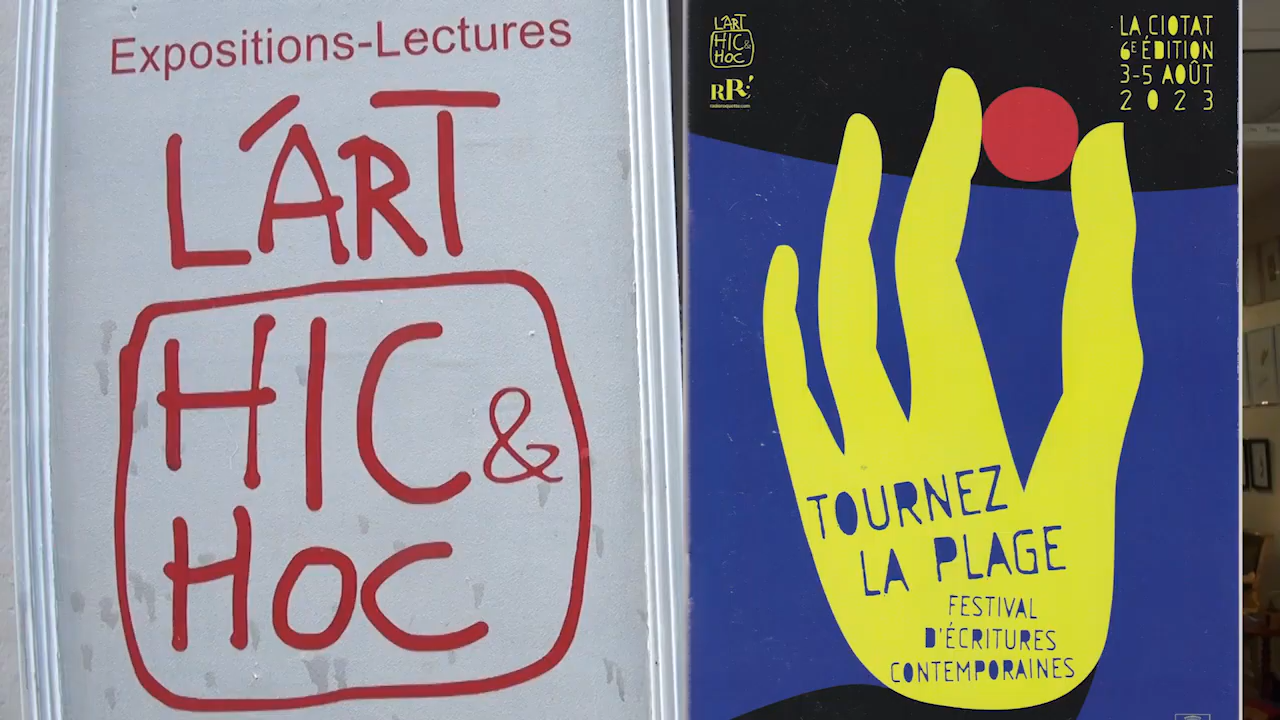 Expositions-Lectures
L'ART
HIC &
HOC
L'ART
HIC &
HOC
RR!
LA CIOTAT
6E ÉDITION
3-5 AOÛT
2023
TOURNEZ
LA PLAGE
FESTIVAL
D'ÉCRITURES
CONTEMPORAINES